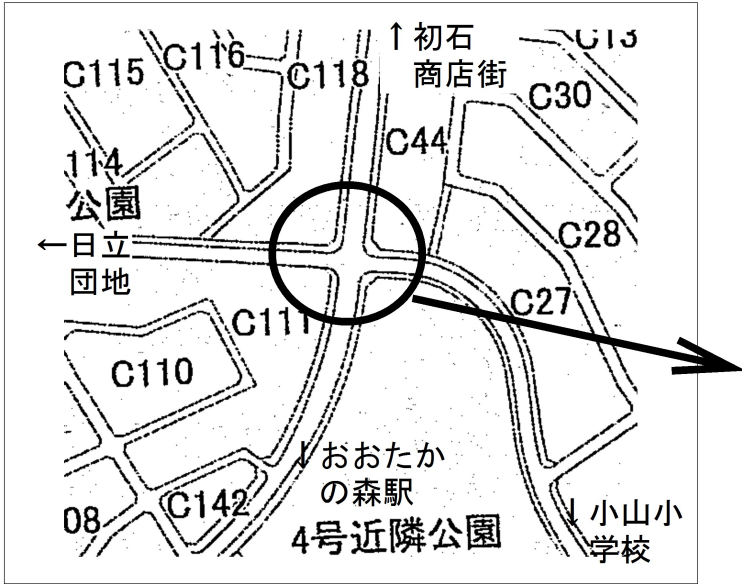 ↑初石
商店街
C13
C116
C115
C118
C30
C44
114
公園
←日立
団地
C28
C27
C111
C110
↓おおたか
の森駅
C142
08
4号近隣公園
↓小山小
学校